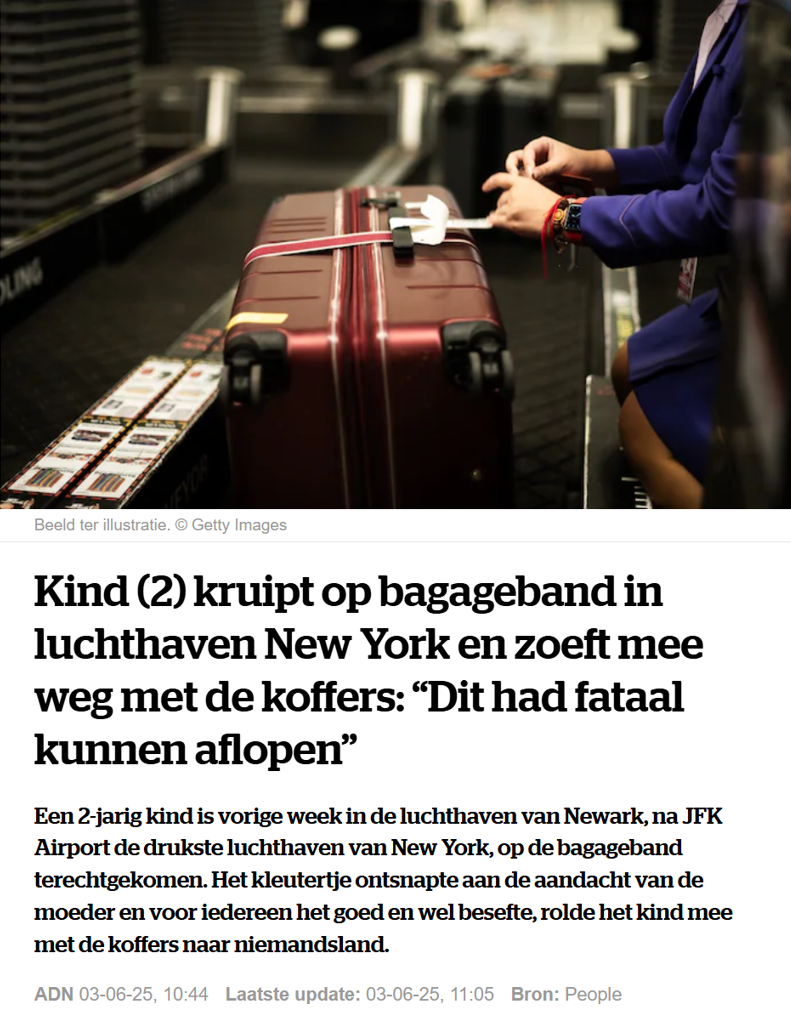 DLING
Beeld ter illustratie. © Getty Images
Kind (2) kruipt op bagageband in
luchthaven New York en zoeft mee
weg met de koffers: “Dit had fataal
kunnen aflopen”
Een 2-jarig kind is vorige week in de luchthaven van Newark, na JFK
Airport de drukste luchthaven van New York, op de bagageband
terechtgekomen. Het kleutertje ontsnapte aan de aandacht van de
moeder en voor iedereen het goed en wel besefte, rolde het kind mee
met de koffers naar niemandsland.
ADN 03-06-25, 10:44 Laatste update: 03-06-25, 11:05 Bron: People